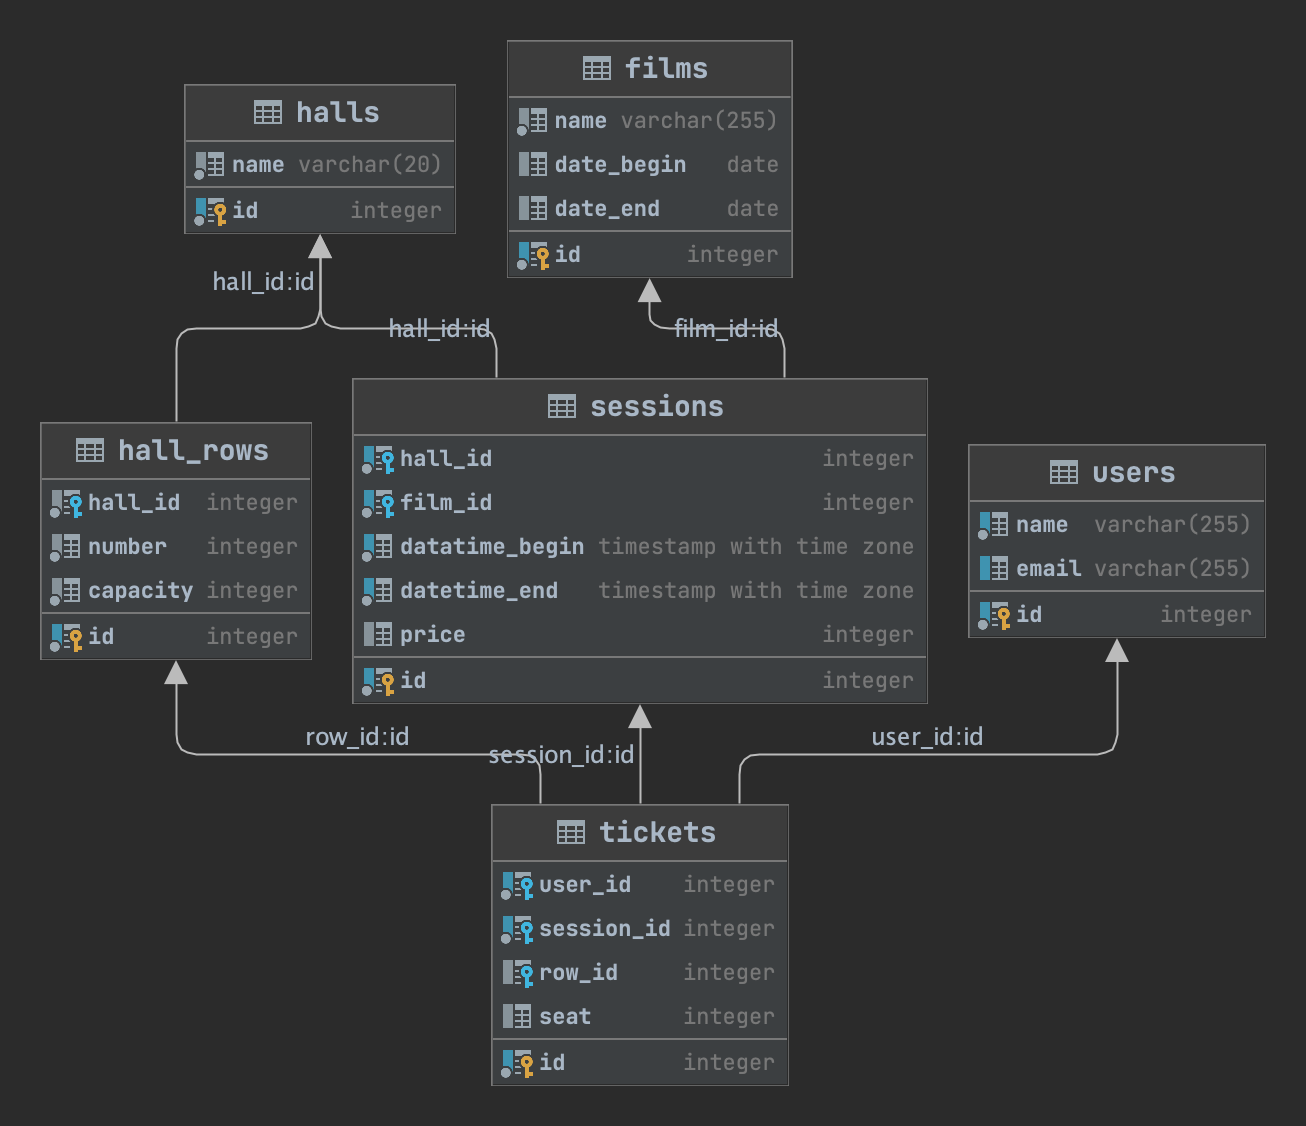 films
name varchar(255)
date_begin date
date_end date
id integer
halls
name varchar(20)
id integer
hall_id:id
hall_id:id
film_id:id
sessions
hall_id integer
film_id integer
datatime_begin timestamp with time zone
datetime_end timestamp with time zone
price integer
id integer
hall_rows
hall_id integer
number integer
capacity integer
id integer
users
name varchar(255)
email varchar(255)
id integer
row_id:id
session_id:id
user_id:id
tickets
user_id integer
session_id integer
row_id integer
seat integer
id integer